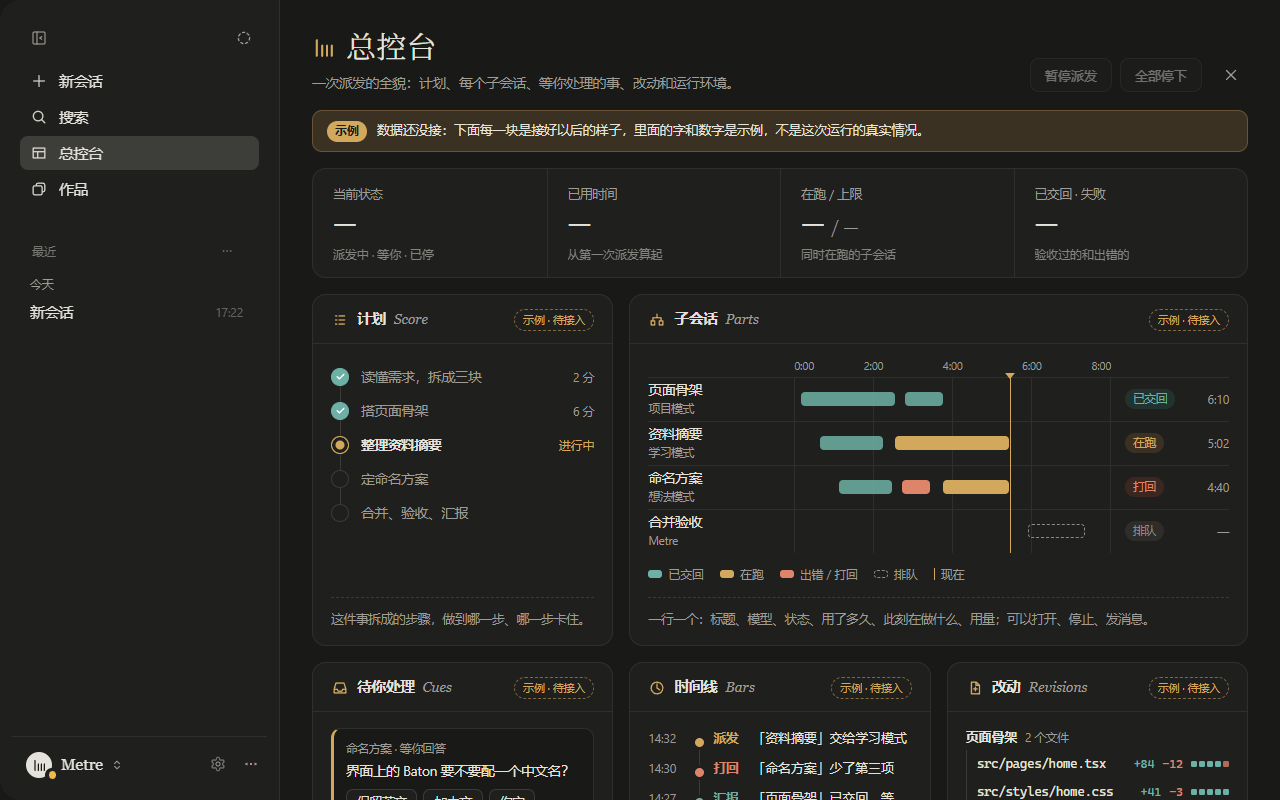 新会话
搜索
总控台
作品
最近
今天
新会话 17:22
Metre
总控台
一次派发的全貌：计划、每个子会话、等你处理的事、改动和运行环境。
暂停派发 全部停下
示例 数据还没接：下面每一块是接好以后的样子，里面的字和数字是示例，不是这次运行的真实情况。
当前状态
—
派发中 · 等你 · 已停
已用时间
—
从第一次派发算起
在跑 / 上限
— / —
同时在跑的子会话
已交回 · 失败
—
验收过的和出错的
计划 Score 示例 · 待接入
读懂需求，拆成三块 2 分
搭页面骨架 6 分
整理资料摘要 进行中
定命名方案
合并、验收、汇报
这件事拆成的步骤，做到哪一步、哪一步卡住。
子会话 Parts 示例 · 待接入
0:00 2:00 4:00 6:00 8:00
页面骨架 已交回 6:10
项目模式
资料摘要 在跑 5:02
学习模式
命名方案 打回 4:40
想法模式
合并验收 排队 —
Metre
已交回 在跑 出错 / 打回 排队 现在
一行一个：标题、模型、状态、用了多久、此刻在做什么、用量；可以打开、停止、发消息。
待你处理 Cues 示例 · 待接入
命名方案 · 等你回答
界面上的 Baton 要不要配一个中文名？
时间线 Bars 示例 · 待接入
14:32 派发 「资料摘要」交给学习模式
14:30 打回 「命名方案」少了第三项
14:27 汇报 「页面骨架」已交回，等
改动 Revisions 示例 · 待接入
页面骨架 2 个文件
src/pages/home.tsx +84 −12
src/styles/home.css +41 −3